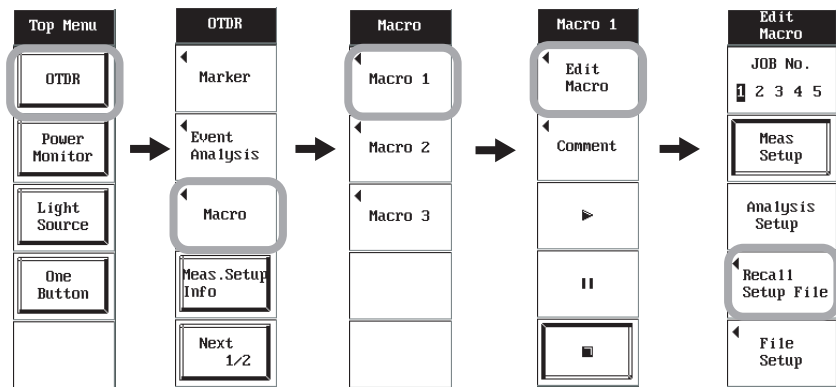 Top Menu
OTDR
Power
Monitor
Light
Source
One
Button
OTDR
Marker
Event
Analysis
Macro
Meas.Setup
Info
Next
1/2
Macro
Macro 1
Macro 2
Macro 3
Macro 1
Edit
Macro
Comment
Edit
Macro
JOB No.
1 2 3 4 5
Meas
Setup
Analysis
Setup
Recall
Setup File
File
Setup